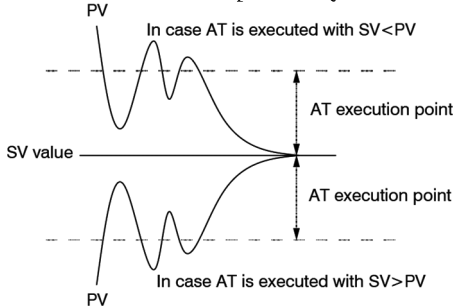 PV
In case AT is executed with SV<PV
AT execution point
SV value
AT execution point
In case AT is executed with SV>PV
PV